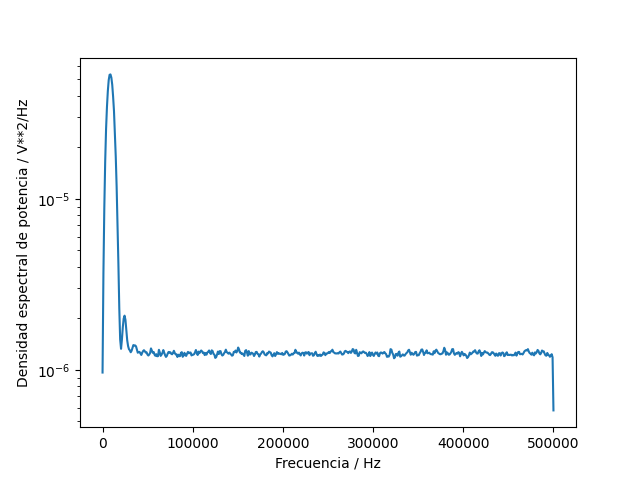 Densidad espectral de potencia / V**2/Hz
10⁻⁵
10⁻⁶
0 100000 200000 300000 400000 500000
Frecuencia / Hz